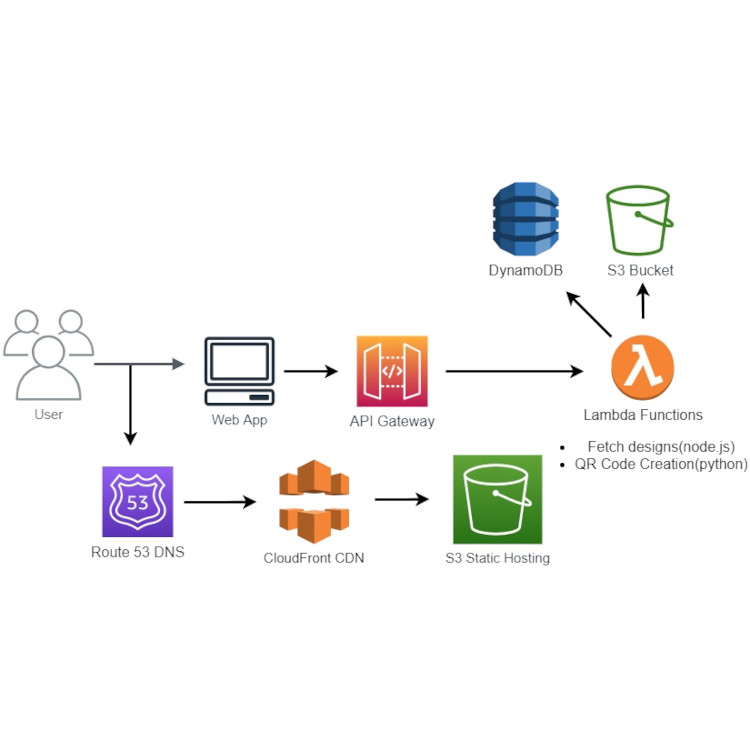 DynamoDB
S3 Bucket
User
Web App
API Gateway
</>
Lambda Functions
• Fetch designs(node.js)
• QR Code Creation(python)
53
Route 53 DNS
CloudFront CDN
S3 Static Hosting